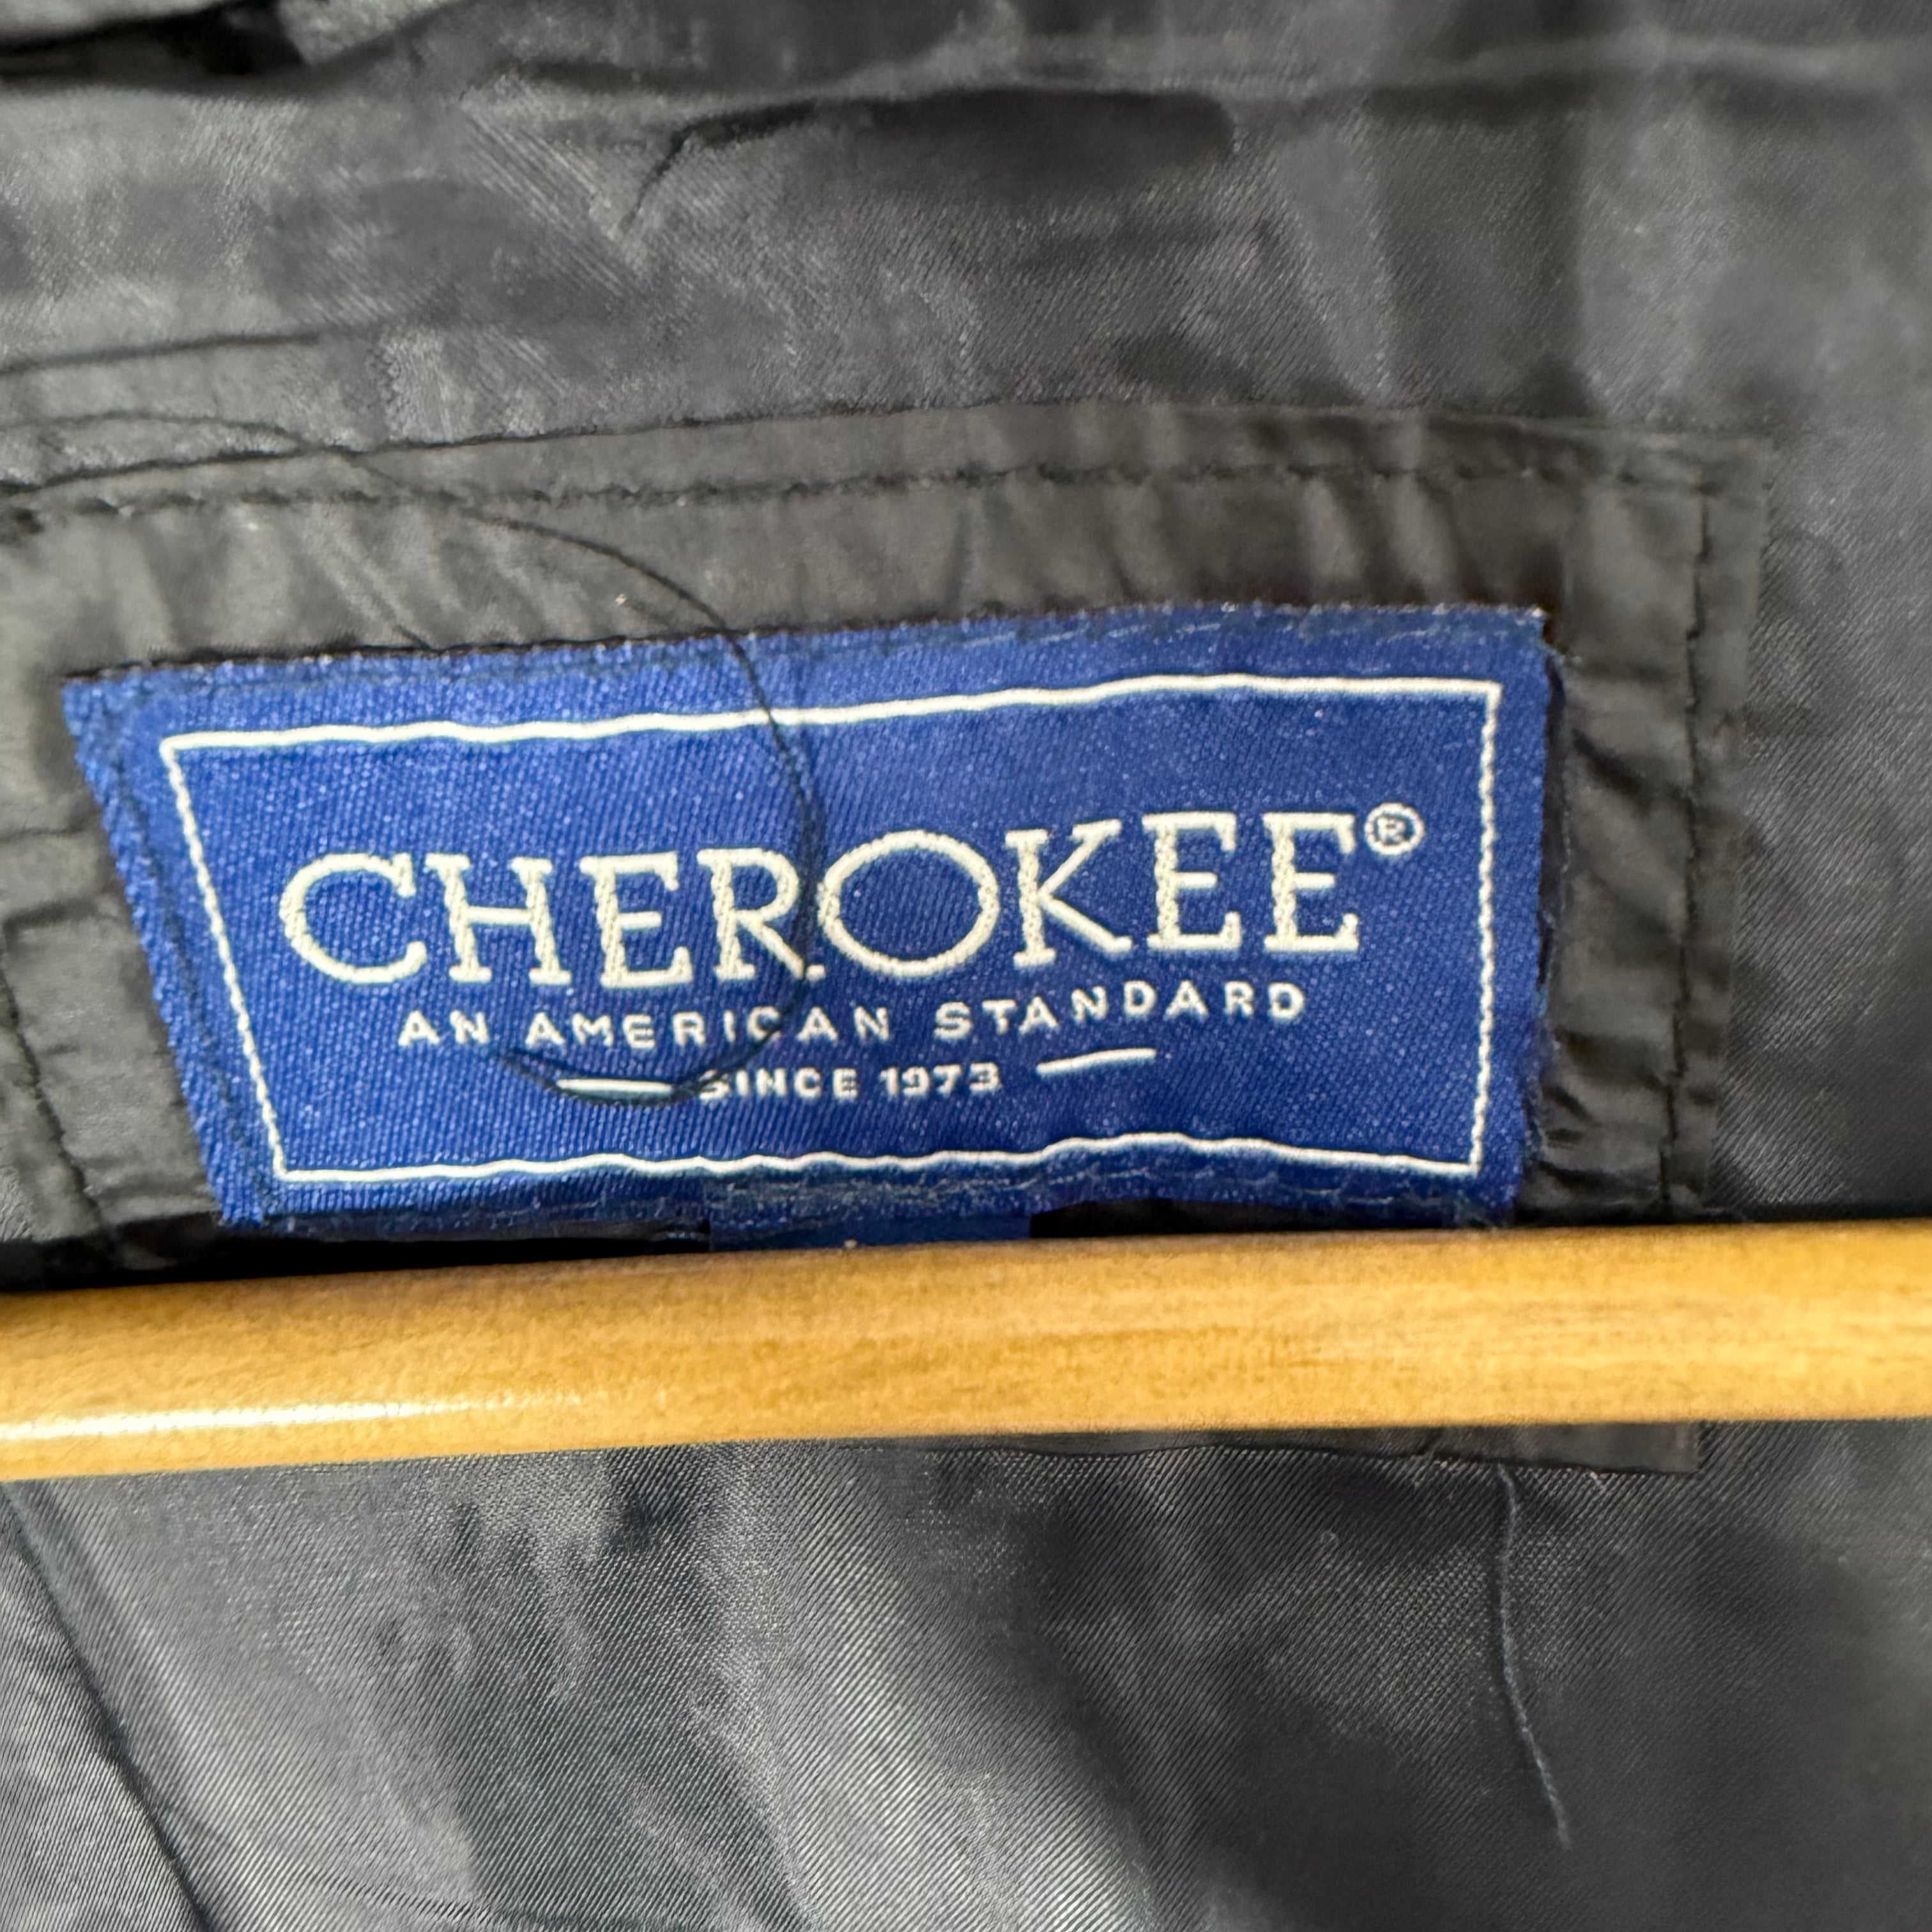 CHEROKEE®
AN AMERICAN STANDARD
SINCE 1973